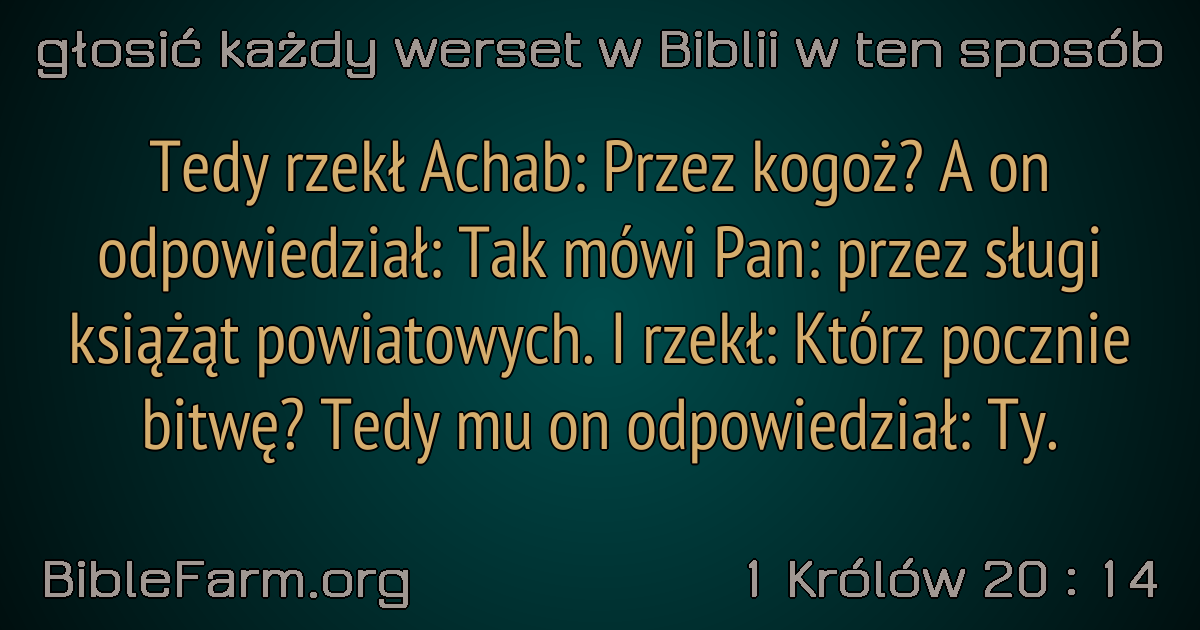 głosić każdy werset w Biblii w ten sposób
Tedy rzekł Achab: Przez kogoż? A on
odpowiedział: Tak mówi Pan: przez sługi
książąt powiatowych. I rzekł: Którz pocznie
bitwę? Tedy mu on odpowiedział: Ty.
BibleFarm.org
1 Królów 20 : 14